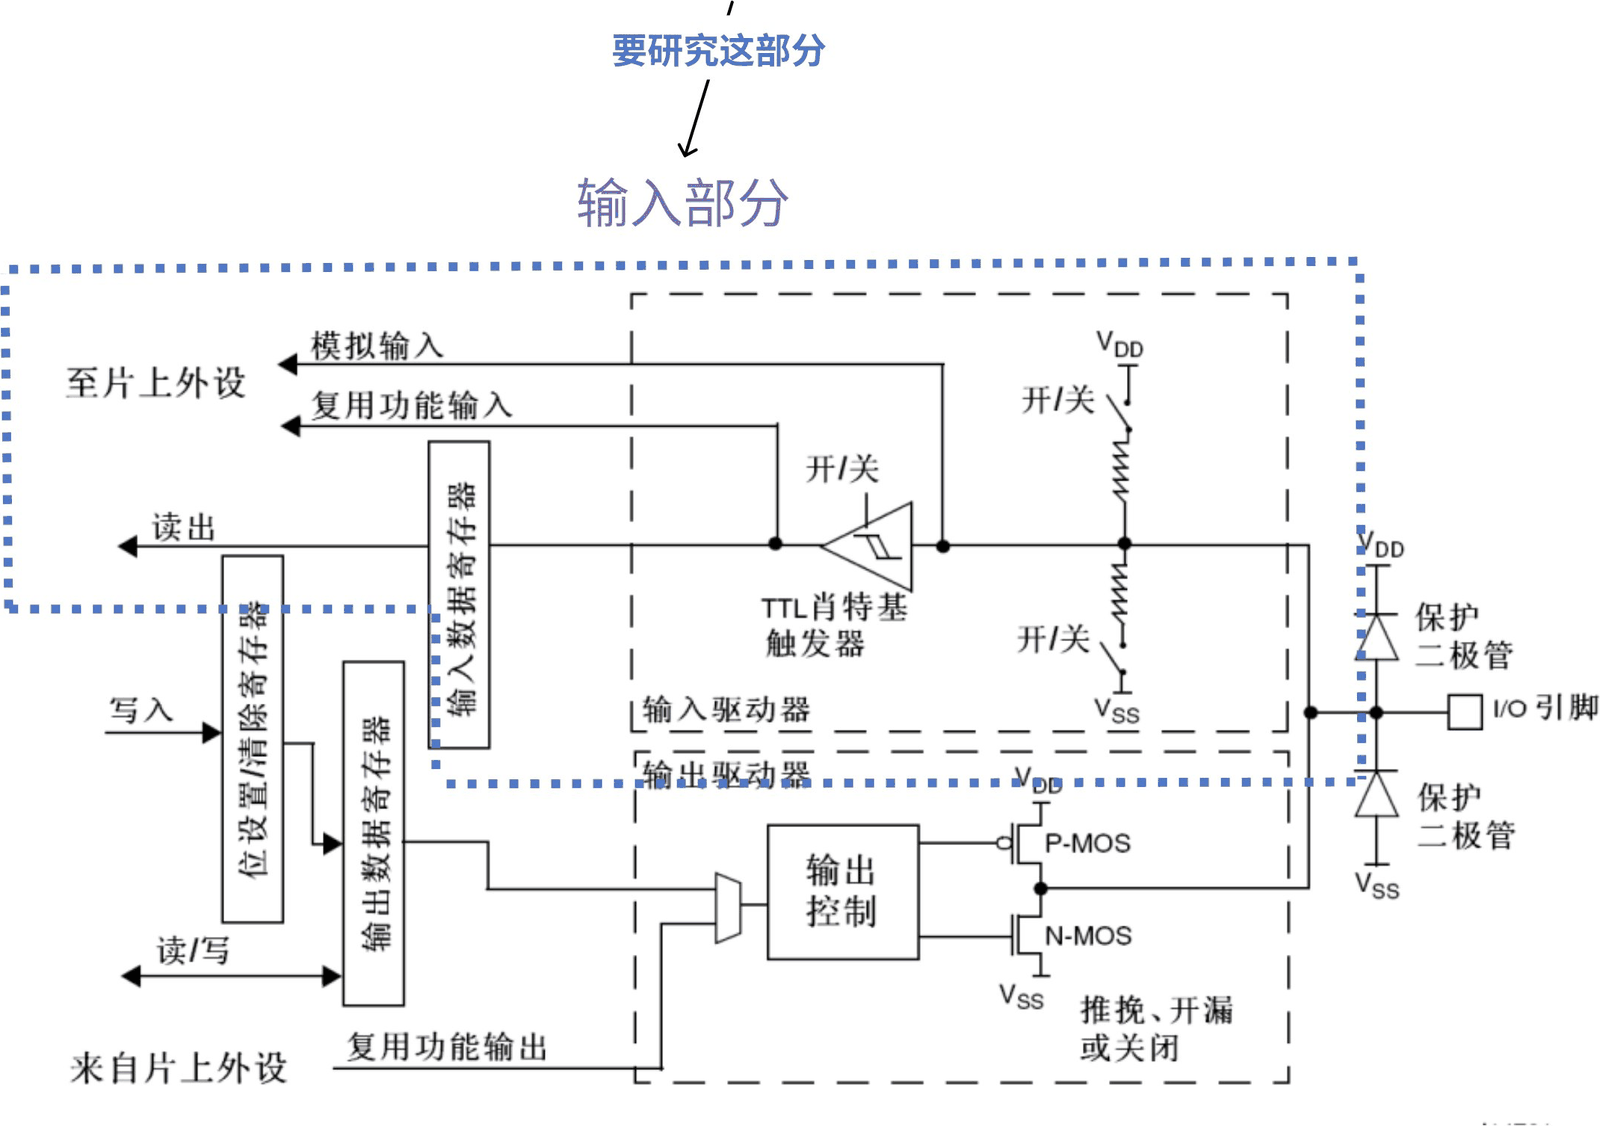 要研究这部分
输入部分
模拟输入
至片上外设
复用功能输入
VDD
开/关
开/关
读出
输入数据寄存器
TTL肖特基
触发器
开/关
VSS
输入驱动器
VDD
保护
二极管
I/O 引脚
保护
二极管
VSS
写入
位设置/清除寄存器
输出数据寄存器
读/写
输出驱动器
VDD
P-MOS
输出
控制
N-MOS
VSS
推挽、开漏
或关闭
复用功能输出
来自片上外设